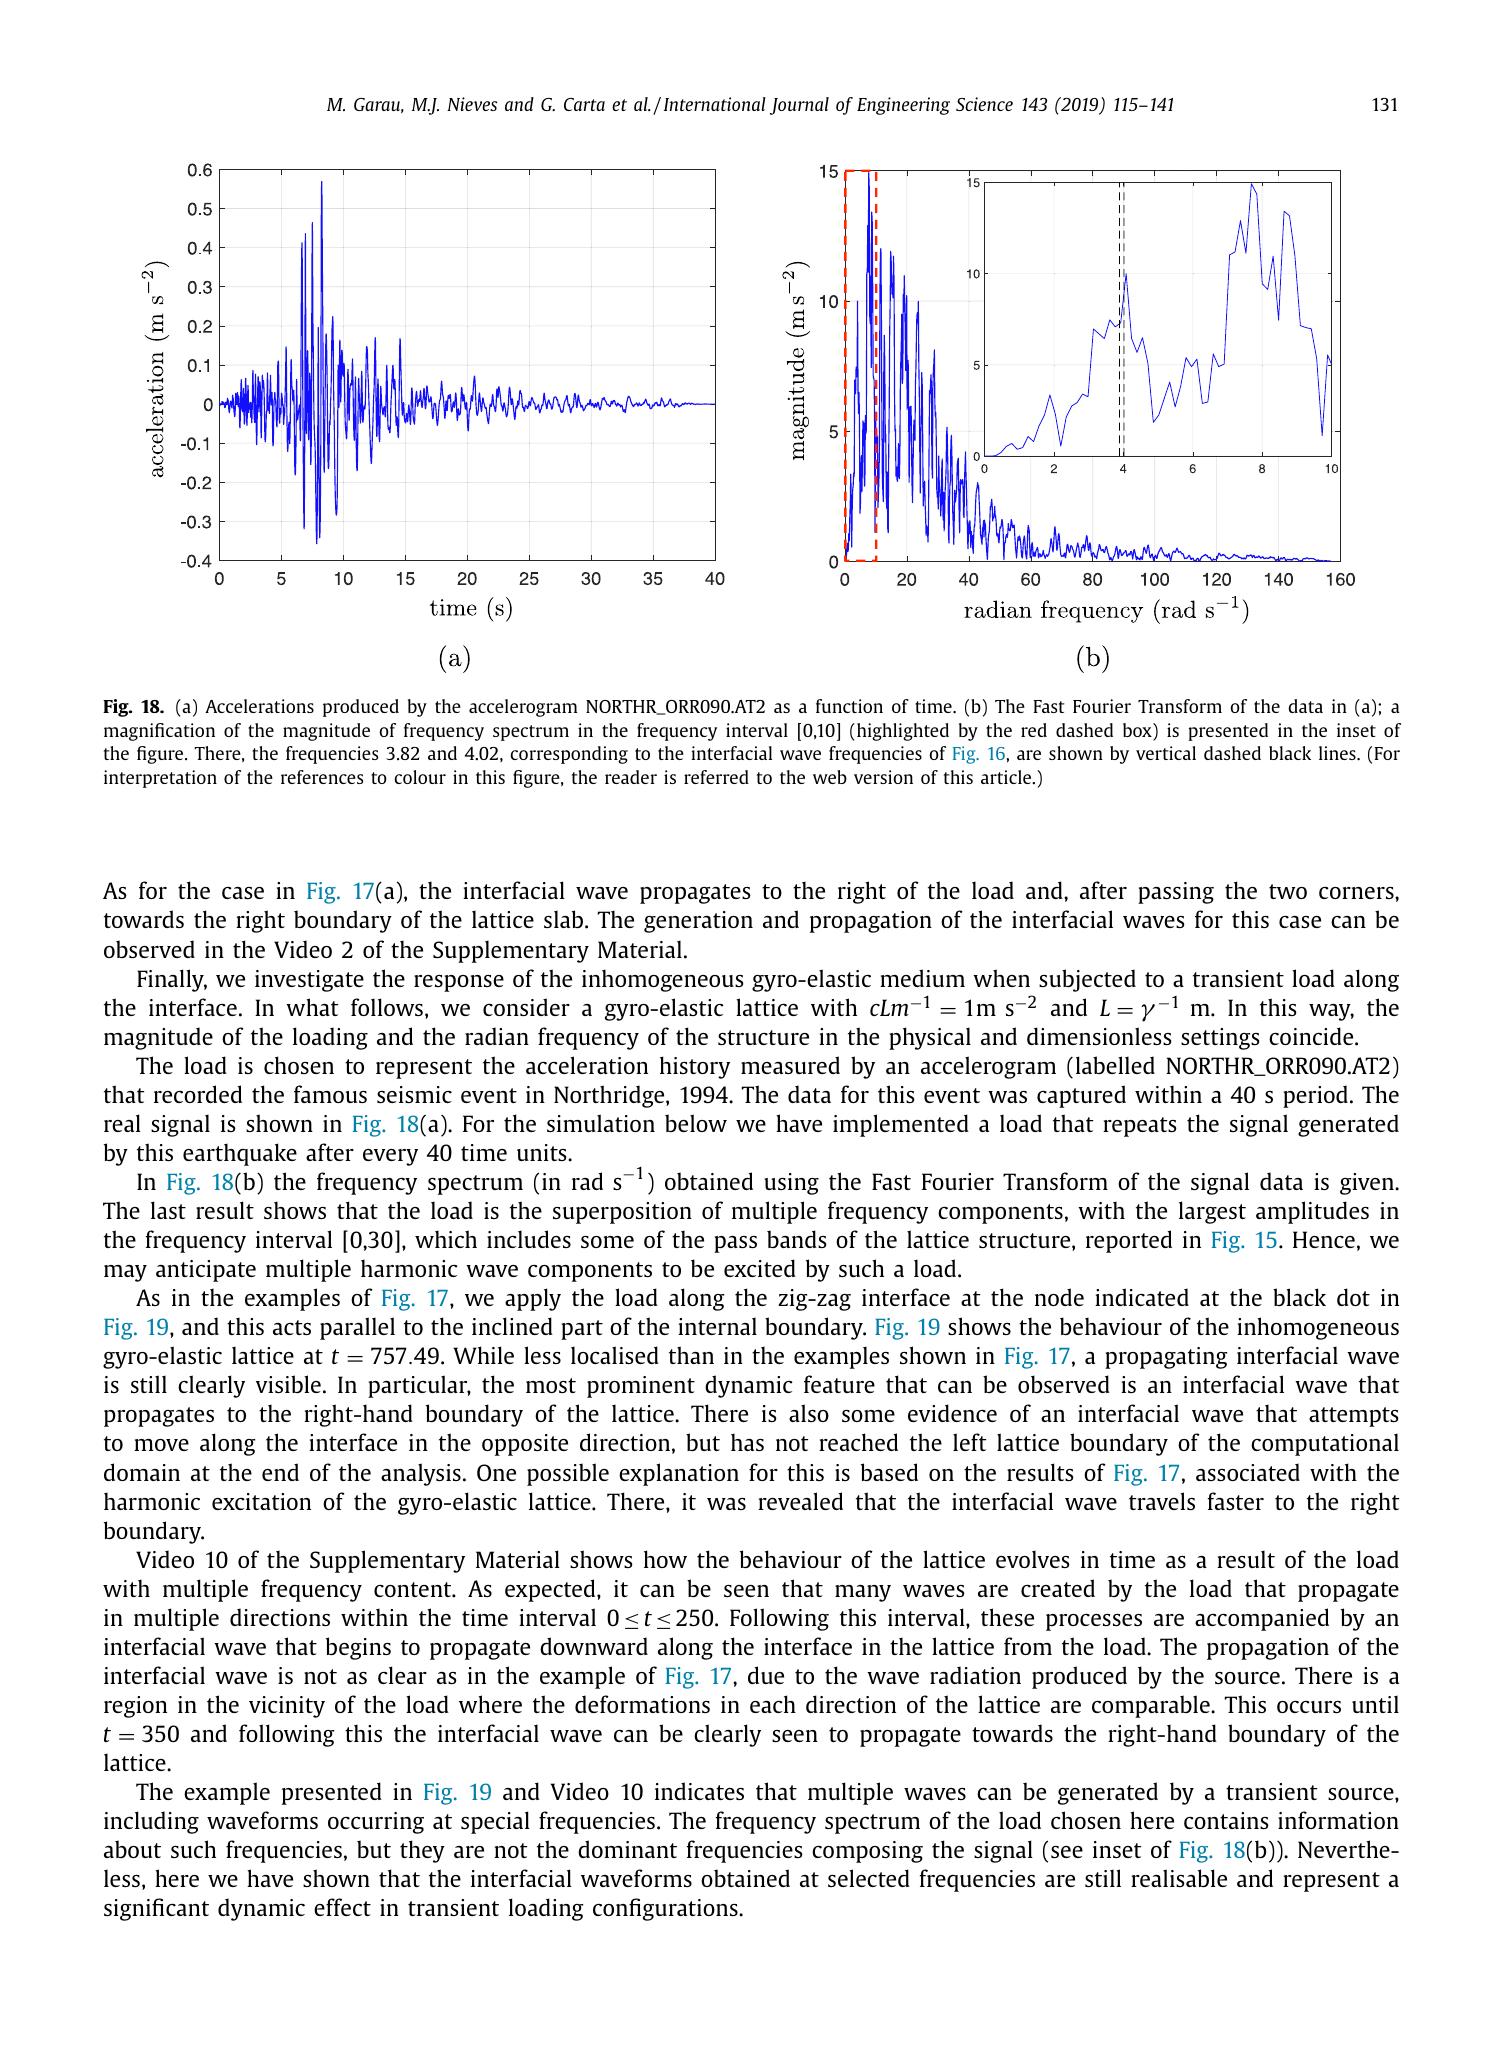 M. Garau, M.J. Nieves and G. Carta et al. / International Journal of Engineering Science 143 (2019) 115–141 131
0.6
0.5
0.4
0.3
0.2
0.1
0
-0.1
-0.2
-0.3
-0.4
0 5 10 15 20 25 30 35 40
acceleration (m s−2)
time (s)
(a)
15
10
5
0
0 20 40 60 80 100 120 140 160
magnitude (m s−2)
radian frequency (rad s−1)
15
10
5
0
0 2 4 6 8 10
(b)
Fig. 18. (a) Accelerations produced by the accelerogram NORTHR_ORR090.AT2 as a function of time. (b) The Fast Fourier Transform of the data in (a); a
magnification of the magnitude of frequency spectrum in the frequency interval [0,10] (highlighted by the red dashed box) is presented in the inset of
the figure. There, the frequencies 3.82 and 4.02, corresponding to the interfacial wave frequencies of Fig. 16, are shown by vertical dashed black lines. (For
interpretation of the references to colour in this figure, the reader is referred to the web version of this article.)
As for the case in Fig. 17(a), the interfacial wave propagates to the right of the load and, after passing the two corners,
towards the right boundary of the lattice slab. The generation and propagation of the interfacial waves for this case can be
observed in the Video 2 of the Supplementary Material.
Finally, we investigate the response of the inhomogeneous gyro-elastic medium when subjected to a transient load along
the interface. In what follows, we consider a gyro-elastic lattice with cLm−1 = 1m s−2 and L = γ−1 m. In this way, the
magnitude of the loading and the radian frequency of the structure in the physical and dimensionless settings coincide.
The load is chosen to represent the acceleration history measured by an accelerogram (labelled NORTHR_ORR090.AT2)
that recorded the famous seismic event in Northridge, 1994. The data for this event was captured within a 40 s period. The
real signal is shown in Fig. 18(a). For the simulation below we have implemented a load that repeats the signal generated
by this earthquake after every 40 time units.
In Fig. 18(b) the frequency spectrum (in rad s−1) obtained using the Fast Fourier Transform of the signal data is given.
The last result shows that the load is the superposition of multiple frequency components, with the largest amplitudes in
the frequency interval [0,30], which includes some of the pass bands of the lattice structure, reported in Fig. 15. Hence, we
may anticipate multiple harmonic wave components to be excited by such a load.
As in the examples of Fig. 17, we apply the load along the zig-zag interface at the node indicated at the black dot in
Fig. 19, and this acts parallel to the inclined part of the internal boundary. Fig. 19 shows the behaviour of the inhomogeneous
gyro-elastic lattice at t = 757.49. While less localised than in the examples shown in Fig. 17, a propagating interfacial wave
is still clearly visible. In particular, the most prominent dynamic feature that can be observed is an interfacial wave that
propagates to the right-hand boundary of the lattice. There is also some evidence of an interfacial wave that attempts
to move along the interface in the opposite direction, but has not reached the left lattice boundary of the computational
domain at the end of the analysis. One possible explanation for this is based on the results of Fig. 17, associated with the
harmonic excitation of the gyro-elastic lattice. There, it was revealed that the interfacial wave travels faster to the right
boundary.
Video 10 of the Supplementary Material shows how the behaviour of the lattice evolves in time as a result of the load
with multiple frequency content. As expected, it can be seen that many waves are created by the load that propagate
in multiple directions within the time interval 0 ≤ t ≤ 250. Following this interval, these processes are accompanied by an
interfacial wave that begins to propagate downward along the interface in the lattice from the load. The propagation of the
interfacial wave is not as clear as in the example of Fig. 17, due to the wave radiation produced by the source. There is a
region in the vicinity of the load where the deformations in each direction of the lattice are comparable. This occurs until
t = 350 and following this the interfacial wave can be clearly seen to propagate towards the right-hand boundary of the
lattice.
The example presented in Fig. 19 and Video 10 indicates that multiple waves can be generated by a transient source,
including waveforms occurring at special frequencies. The frequency spectrum of the load chosen here contains information
about such frequencies, but they are not the dominant frequencies composing the signal (see inset of Fig. 18(b)). Neverthe-
less, here we have shown that the interfacial waveforms obtained at selected frequencies are still realisable and represent a
significant dynamic effect in transient loading configurations.